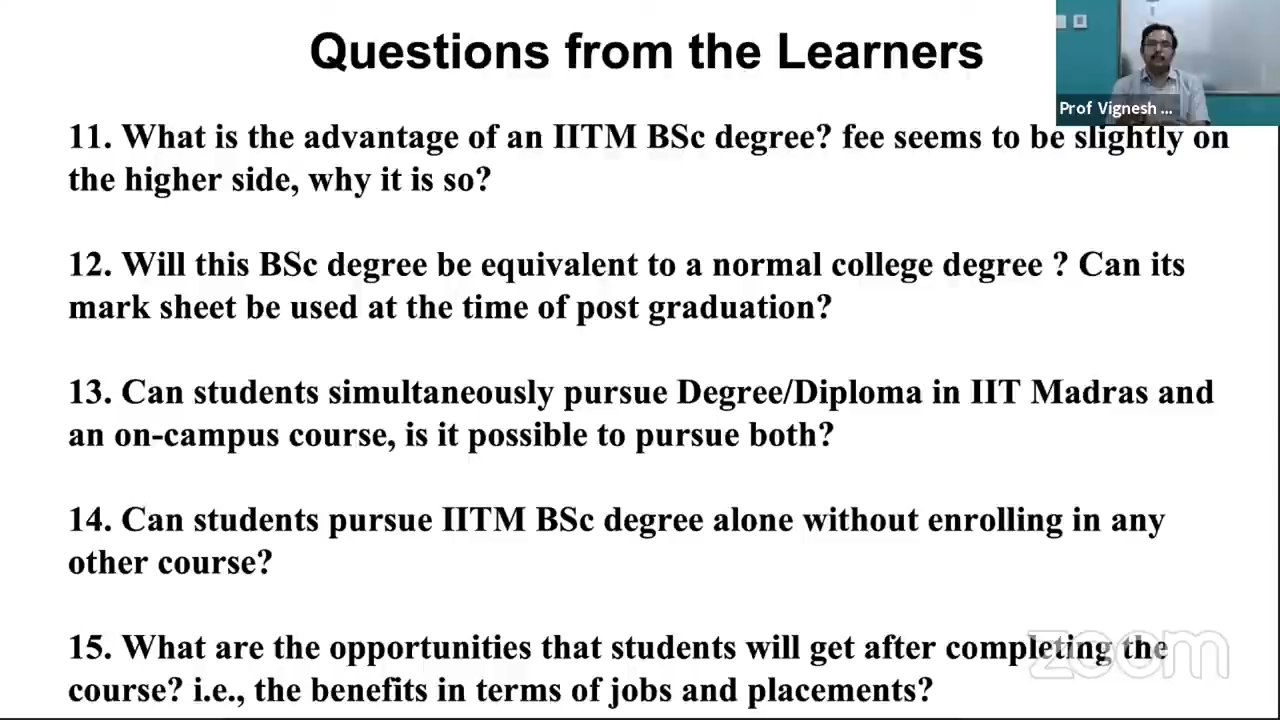 Questions from the Learners
Prof Vignesh ...
11. What is the advantage of an IITM BSc degree? fee seems to be slightly on
the higher side, why it is so?
12. Will this BSc degree be equivalent to a normal college degree ? Can its
mark sheet be used at the time of post graduation?
13. Can students simultaneously pursue Degree/Diploma in IIT Madras and
an on-campus course, is it possible to pursue both?
14. Can students pursue IITM BSc degree alone without enrolling in any
other course?
15. What are the opportunities that students will get after completing the
course? i.e., the benefits in terms of jobs and placements?
zoom